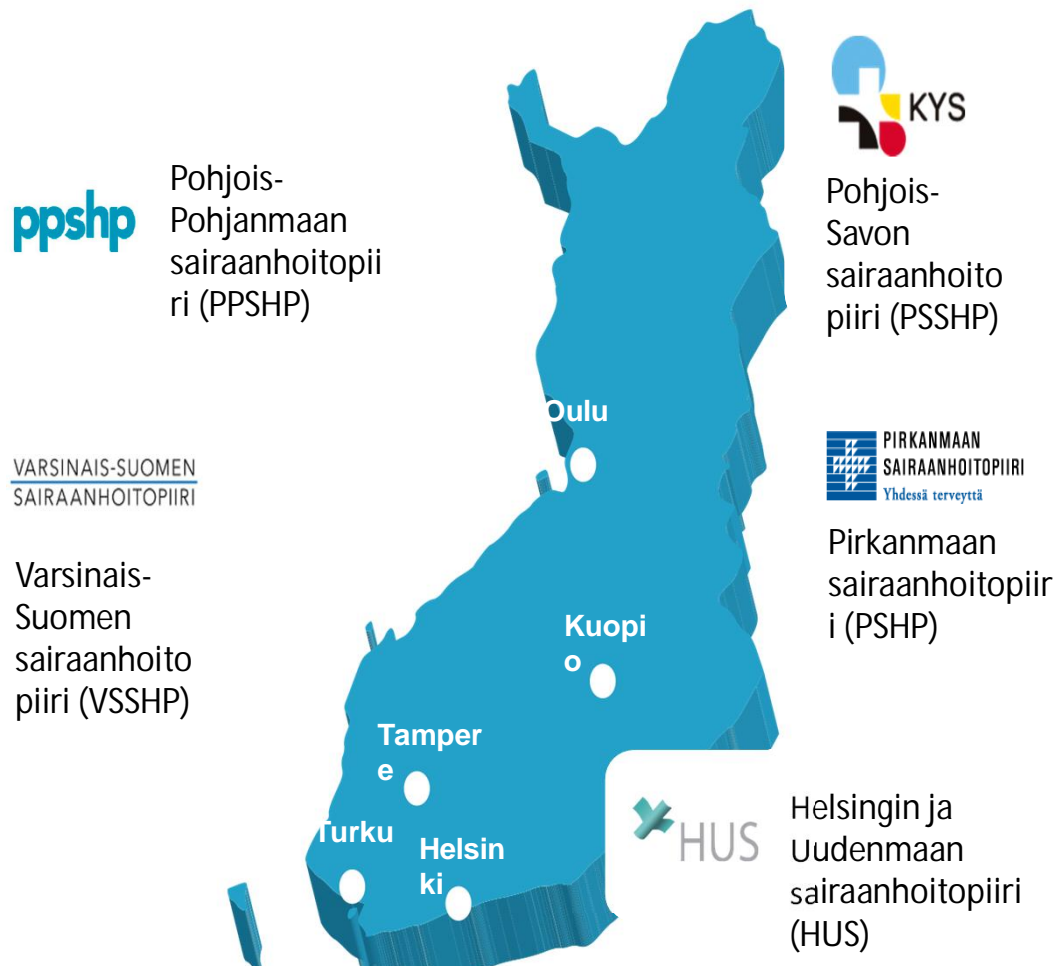 KYS
Pohjois-
Savon
sairaanhoito
piiri (PSSHP)
ppshp
Pohjois-
Pohjanmaan
sairaanhoitopii
ri (PPSHP)
Oulu
VARSINAIS-SUOMEN
SAIRAANHOITOPIIRI
Varsinais-
Suomen
sairaanhoito
piiri (VSSHP)
PIRKANMAAN
SAIRAANHOITOPIIRI
Yhdessä terveyttä
Pirkanmaan
sairaanhoitopiir
i (PSHP)
Kuopi
o
Tamper
e
Turku
Helsin
ki
HUS
Helsingin ja
Uudenmaan
sairaanhoitopiiri
(HUS)